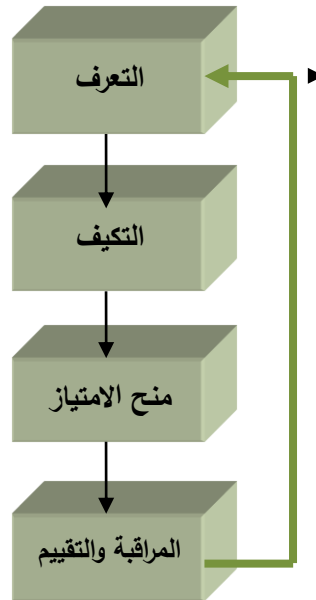 التعرف
التكيف
منح الامتياز
المراقبة والتقييم